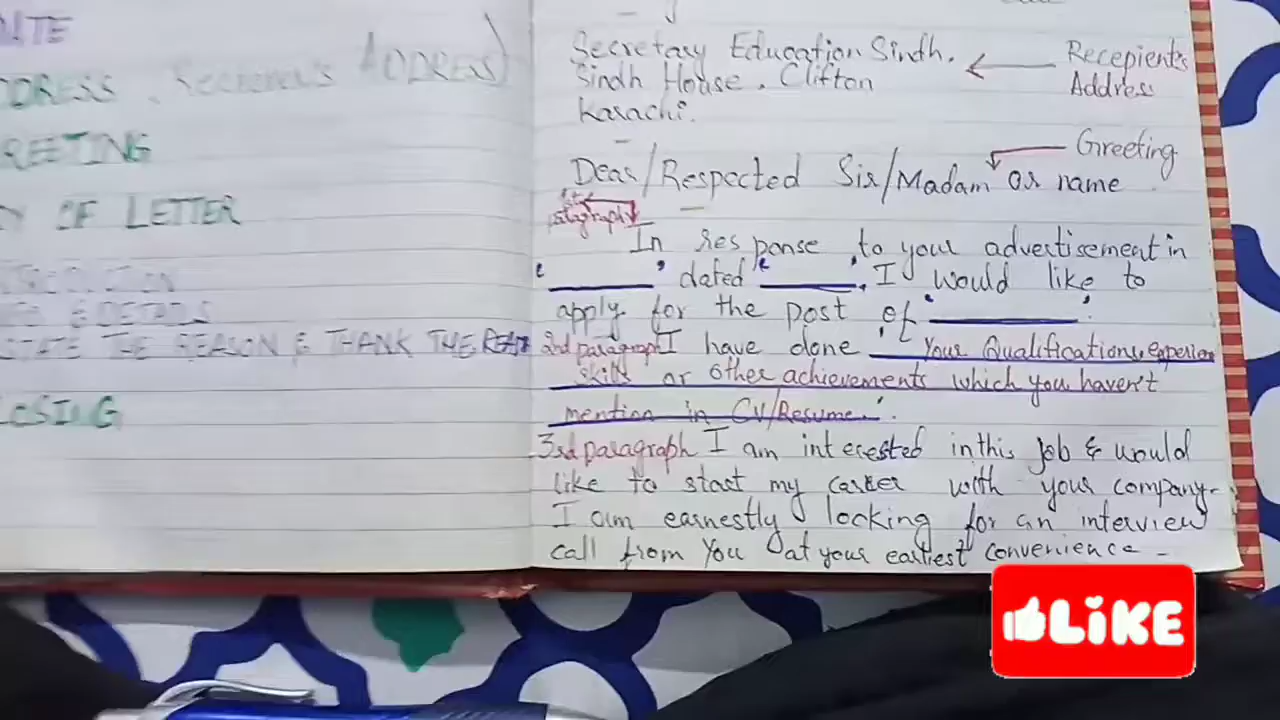 ADDRESS
GREETING
OF LETTER
& DETAILS
STATE THE REASON & THANK THE
CLOSING
Secretary Education Sindh.
Sindh House, Clifton
Karachi.
Recepient's
Address
Greeting
Dear/Respected Sir/Madam or name
paragraph
In response to your advertisement in
' ' dated ' '. I would like to
apply for the post of ' '.
2nd paragraph I have done ' Your Qualifications, experience
skills or other achievements which you haven't
mention in CV/Resume.'.
3rd paragraph I am interested in this job & would
like to start my career with your company.
I am earnestly looking for an interview
call from You at your earliest convenience -
LIKE